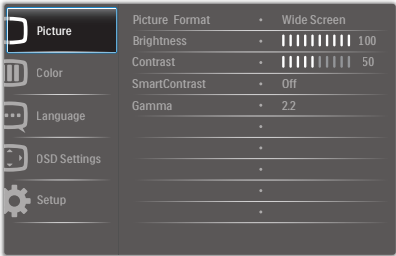 Picture
Color
Language
OSD Settings
Setup
Picture Format • Wide Screen
Brightness • 100
Contrast • 50
SmartContrast • Off
Gamma • 2.2
•
•
•
•
•